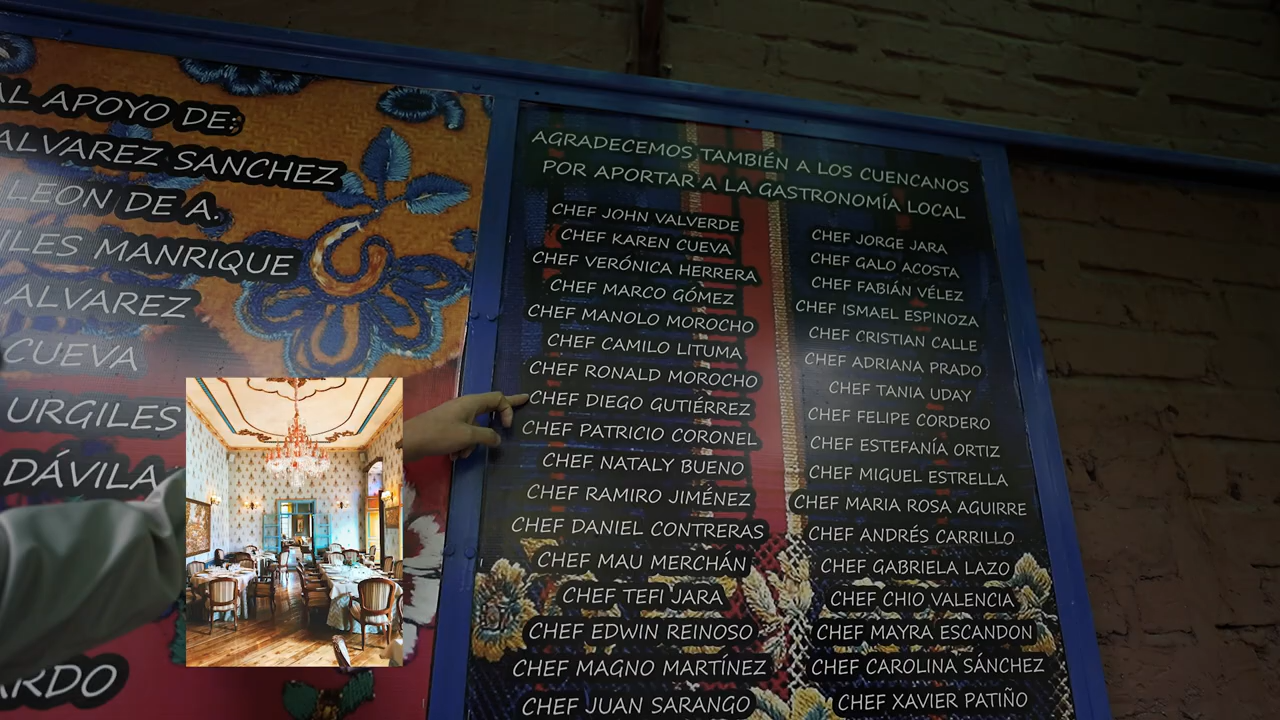 AL APOYO DE:
ALVAREZ SANCHEZ
LEON DE A.
ILES MANRIQUE
ALVAREZ
CUEVA
URGILES
DÁVILA
ARDO
AGRADECEMOS TAMBIÉN A LOS CUENCANOS
POR APORTAR A LA GASTRONOMÍA LOCAL
CHEF JOHN VALVERDE
CHEF KAREN CUEVA
CHEF VERÓNICA HERRERA
CHEF MARCO GÓMEZ
CHEF MANOLO MOROCHO
CHEF CAMILO LITUMA
CHEF RONALD MOROCHO
CHEF DIEGO GUTIÉRREZ
CHEF PATRICIO CORONEL
CHEF NATALY BUENO
CHEF RAMIRO JIMÉNEZ
CHEF DANIEL CONTRERAS
CHEF MAU MERCHÁN
CHEF TEFI JARA
CHEF EDWIN REINOSO
CHEF MAGNO MARTÍNEZ
CHEF JUAN SARANGO
CHEF JORGE JARA
CHEF GALO ACOSTA
CHEF FABIÁN VÉLEZ
CHEF ISMAEL ESPINOZA
CHEF CRISTIAN CALLE
CHEF ADRIANA PRADO
CHEF TANIA UDAY
CHEF FELIPE CORDERO
CHEF ESTEFANÍA ORTIZ
CHEF MIGUEL ESTRELLA
CHEF MARIA ROSA AGUIRRE
CHEF ANDRÉS CARRILLO
CHEF GABRIELA LAZO
CHEF CHIO VALENCIA
CHEF MAYRA ESCANDON
CHEF CAROLINA SÁNCHEZ
CHEF XAVIER PATIÑO